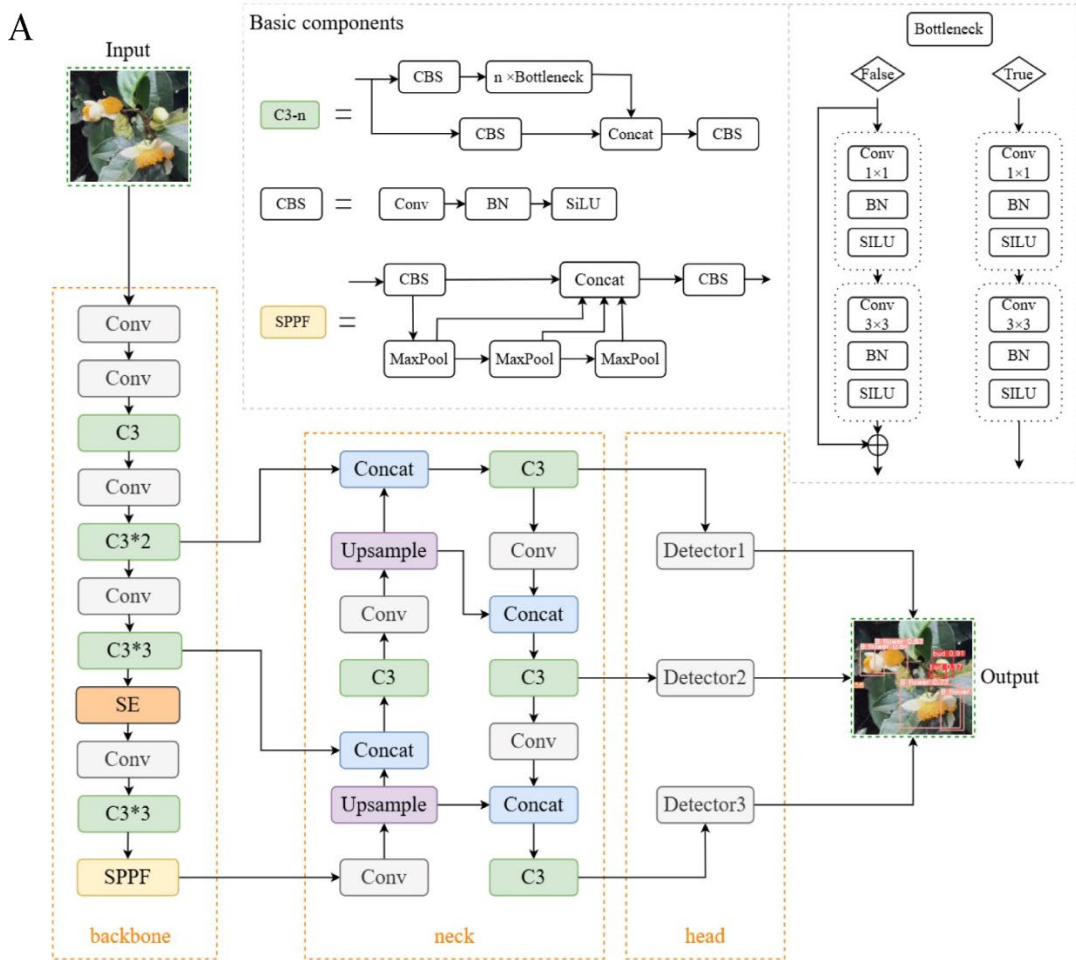 A
Input
Basic components
C3-n
=
CBS
n ×Bottleneck
CBS
Concat
CBS
CBS
=
Conv
BN
SiLU
SPPF
=
CBS
Concat
CBS
MaxPool
MaxPool
MaxPool
Bottleneck
False
True
Conv
1×1
BN
SILU
Conv
3×3
BN
SILU
Conv
1×1
BN
SILU
Conv
3×3
BN
SILU
Conv
Conv
C3
Conv
C3*2
Conv
C3*3
SE
Conv
C3*3
SPPF
backbone
Concat
Upsample
Conv
C3
Concat
Upsample
Conv
C3
Conv
Concat
C3
Conv
Concat
C3
neck
Detector1
Detector2
Detector3
head
bud 0.91
B flower
Output